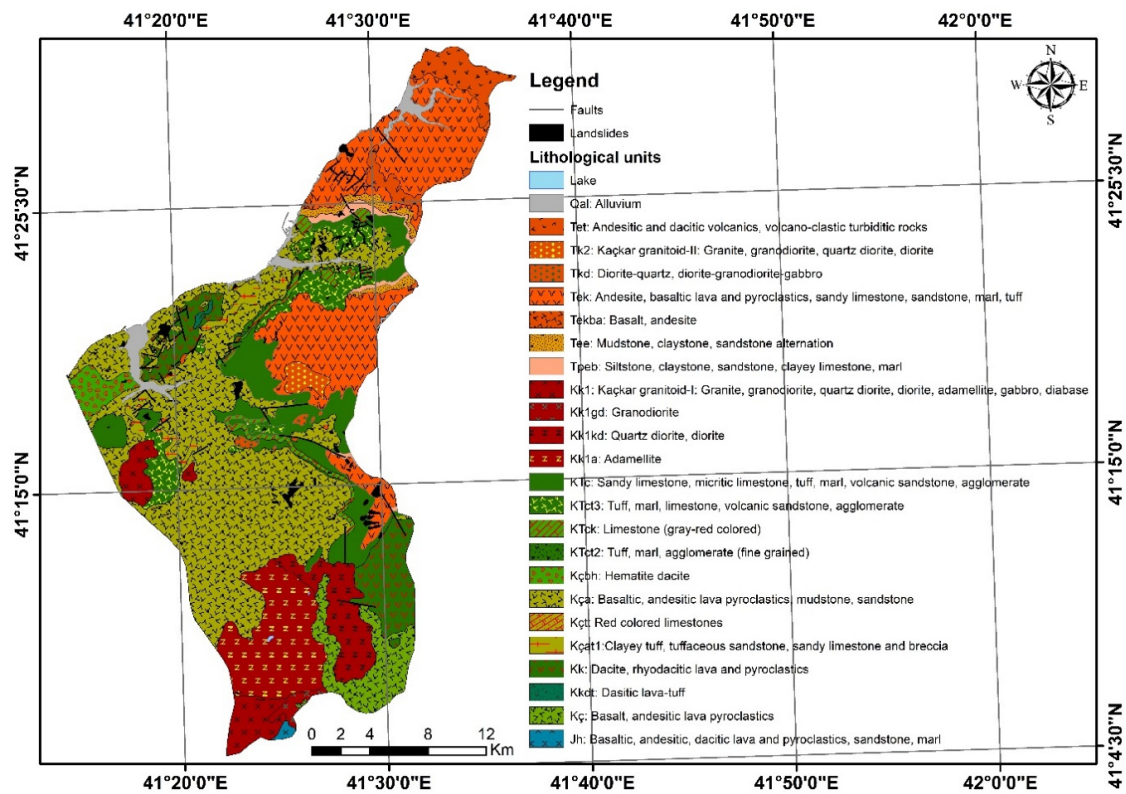 41°20'0"E 41°30'0"E 41°40'0"E 41°50'0"E 42°0'0"E
N
W E
S
Legend
Faults
Landslides
Lithological units
Lake
Qal: Alluvium
Tet: Andesitic and dacitic volcanics, volcano-clastic turbiditic rocks
Tk2: Kaçkar granitoid-II: Granite, granodiorite, quartz diorite, diorite
Tkd: Diorite-quartz, diorite-granodiorite-gabbro
Tek: Andesite, basaltic lava and pyroclastics, sandy limestone, sandstone, marl, tuff
Tekba: Basalt, andesite
Tee: Mudstone, claystone, sandstone alternation
Tpeb: Siltstone, claystone, sandstone, clayey limestone, marl
Kk1: Kaçkar granitoid-I: Granite, granodiorite, quartz diorite, diorite, adamellite, gabbro, diabase
Kk1gd: Granodiorite
Kk1kd: Quartz diorite, diorite
Kk1a: Adamellite
KTc: Sandy limestone, micritic limestone, tuff, marl, volcanic sandstone, agglomerate
KTct3: Tuff, marl, limestone, volcanic sandstone, agglomerate
KTck: Limestone (gray-red colored)
KTct2: Tuff, marl, agglomerate (fine grained)
Kçbh: Hematite dacite
Kça: Basaltic, andesitic lava pyroclastics, mudstone, sandstone
Kçt: Red colored limestones
Kçat1:Clayey tuff, tuffaceous sandstone, sandy limestone and breccia
Kk: Dacite, rhyodacitic lava and pyroclastics
Kkdt: Dasitic lava-tuff
Kç: Basalt, andesitic lava pyroclastics
Jh: Basaltic, andesitic, dacitic lava and pyroclastics, sandstone, marl
41°25'30"N 41°25'30"N
41°15'0"N 41°15'0"N
41°4'30"N
0 2 4 8 12
Km
41°20'0"E 41°30'0"E 41°40'0"E 41°50'0"E 42°0'0"E